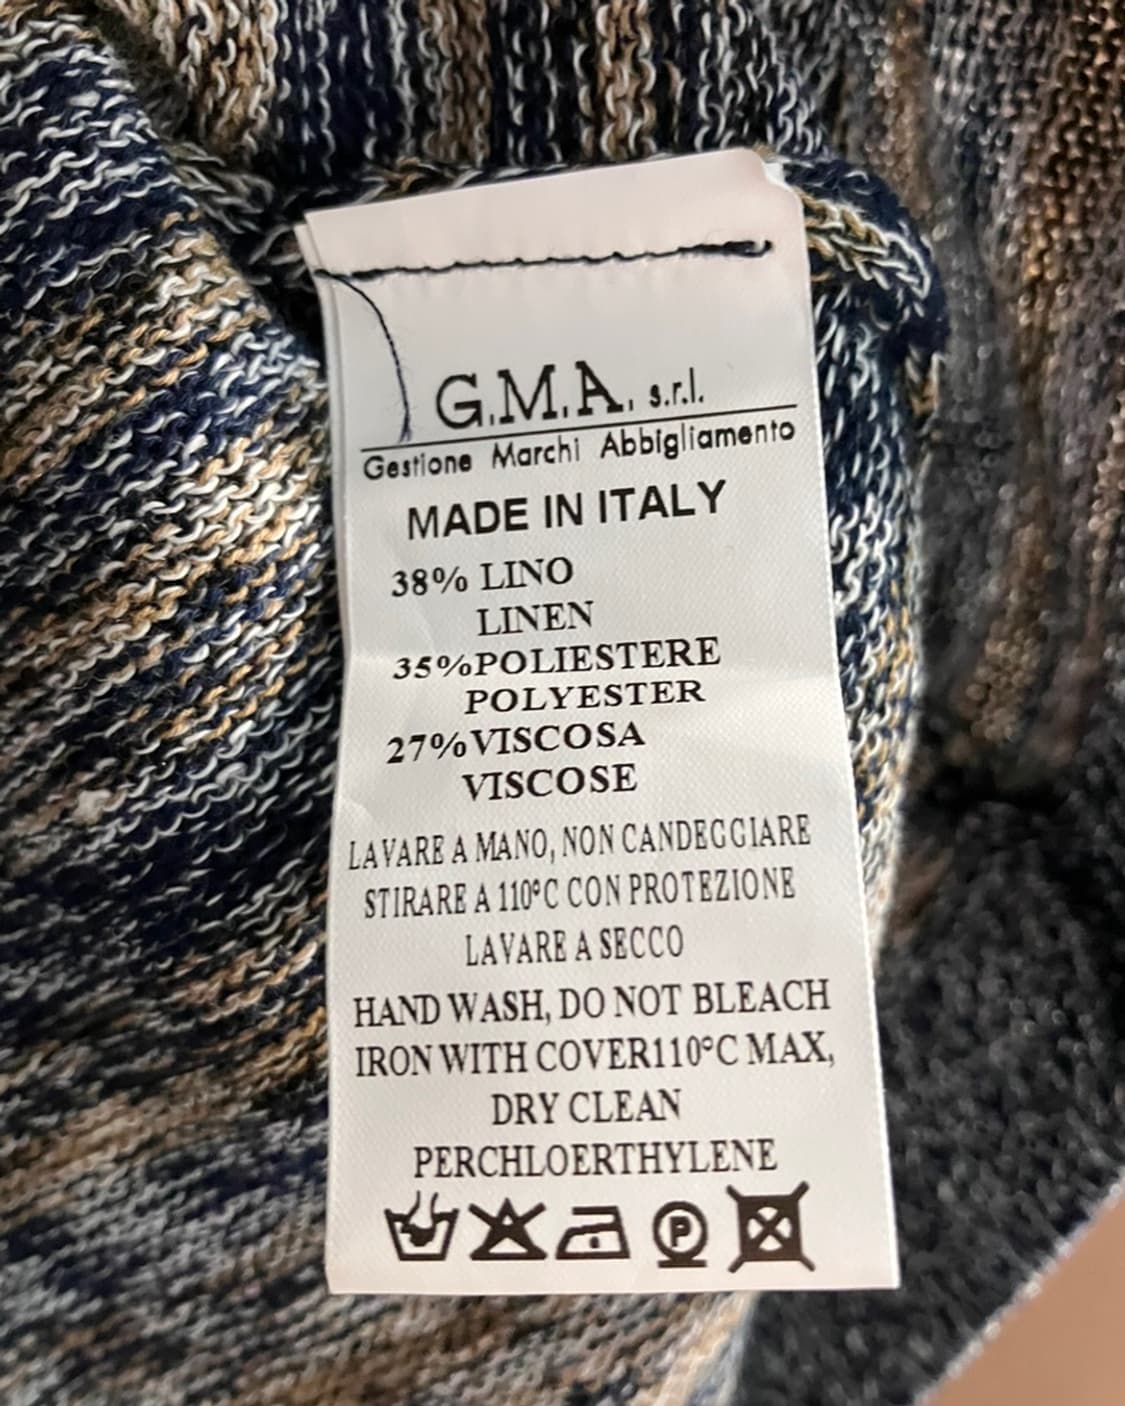 G.M.A. s.r.l.
Gestione Marchi Abbigliamento
MADE IN ITALY
38% LINO
LINEN
35%POLIESTERE
POLYESTER
27%VISCOSA
VISCOSE
LAVARE A MANO, NON CANDEGGIARE
STIRARE A 110°C CON PROTEZIONE
LAVARE A SECCO
HAND WASH, DO NOT BLEACH
IRON WITH COVER110°C MAX,
DRY CLEAN
PERCHLOERTHYLENE
P